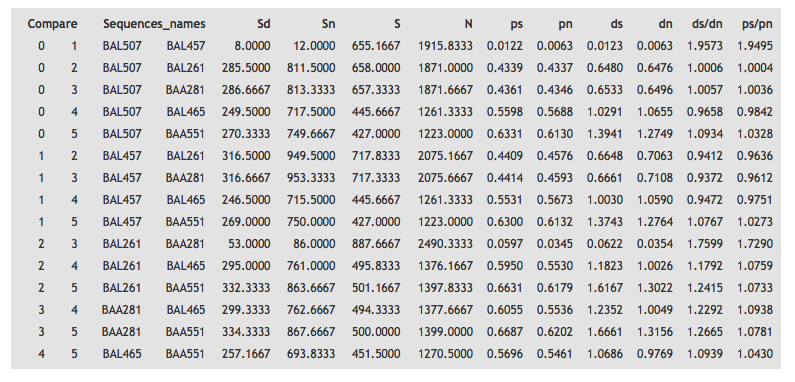 Compare Sequences_names Sd Sn S N ps pn ds dn ds/dn ps/pn
0 1 BAL507 BAL457 8.0000 12.0000 655.1667 1915.8333 0.0122 0.0063 0.0123 0.0063 1.9573 1.9495
0 2 BAL507 BAL261 285.5000 811.5000 658.0000 1871.0000 0.4339 0.4337 0.6480 0.6476 1.0006 1.0004
0 3 BAL507 BAA281 286.6667 813.3333 657.3333 1871.6667 0.4361 0.4346 0.6533 0.6496 1.0057 1.0036
0 4 BAL507 BAL465 249.5000 717.5000 445.6667 1261.3333 0.5598 0.5688 1.0291 1.0655 0.9658 0.9842
0 5 BAL507 BAA551 270.3333 749.6667 427.0000 1223.0000 0.6331 0.6130 1.3941 1.2749 1.0934 1.0328
1 2 BAL457 BAL261 316.5000 949.5000 717.8333 2075.1667 0.4409 0.4576 0.6648 0.7063 0.9412 0.9636
1 3 BAL457 BAA281 316.6667 953.3333 717.3333 2075.6667 0.4414 0.4593 0.6661 0.7108 0.9372 0.9612
1 4 BAL457 BAL465 246.5000 715.5000 445.6667 1261.3333 0.5531 0.5673 1.0030 1.0590 0.9472 0.9751
1 5 BAL457 BAA551 269.0000 750.0000 427.0000 1223.0000 0.6300 0.6132 1.3743 1.2764 1.0767 1.0273
2 3 BAL261 BAA281 53.0000 86.0000 887.6667 2490.3333 0.0597 0.0345 0.0622 0.0354 1.7599 1.7290
2 4 BAL261 BAL465 295.0000 761.0000 495.8333 1376.1667 0.5950 0.5530 1.1823 1.0026 1.1792 1.0759
2 5 BAL261 BAA551 332.3333 863.6667 501.1667 1397.8333 0.6631 0.6179 1.6167 1.3022 1.2415 1.0733
3 4 BAA281 BAL465 299.3333 762.6667 494.3333 1377.6667 0.6055 0.5536 1.2352 1.0049 1.2292 1.0938
3 5 BAA281 BAA551 334.3333 867.6667 500.0000 1399.0000 0.6687 0.6202 1.6661 1.3156 1.2665 1.0781
4 5 BAL465 BAA551 257.1667 693.8333 451.5000 1270.5000 0.5696 0.5461 1.0686 0.9769 1.0939 1.0430